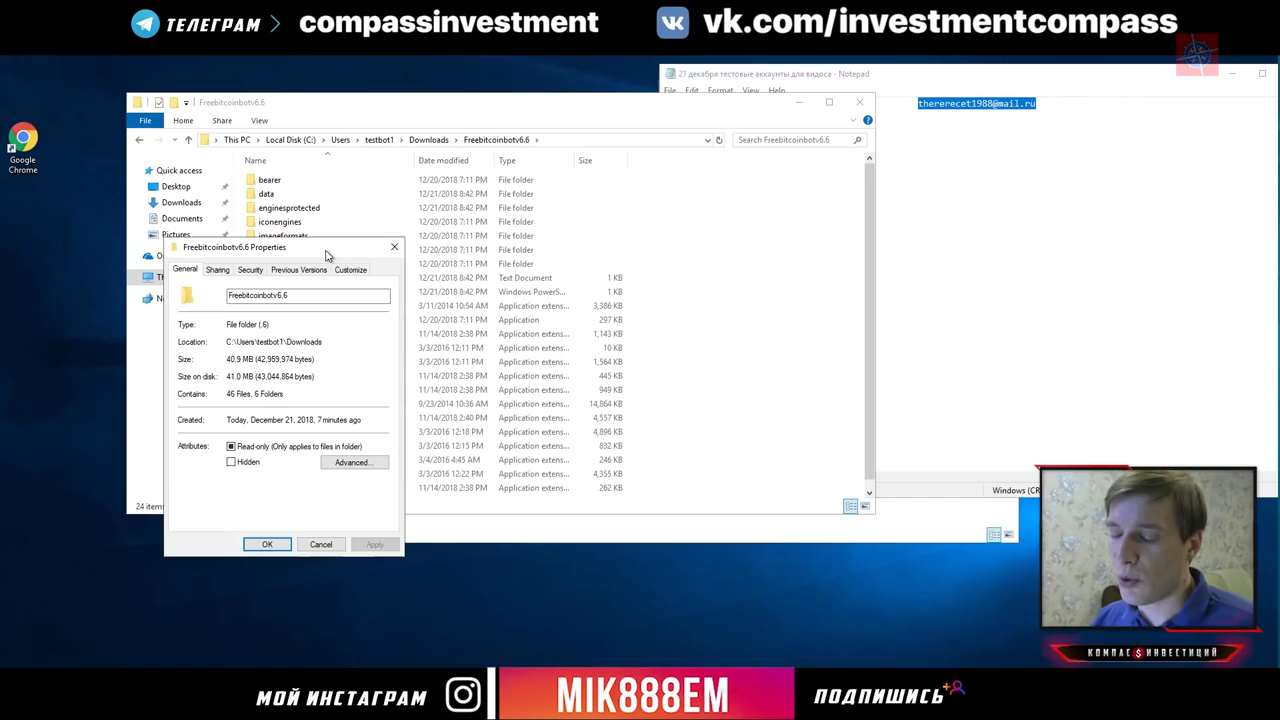 ТЕЛЕГРАМ
compassinvestment
vk.com/investmentcompass
21 декабря тестовые аккаунты для видоса - Notepad
File Edit Format View Help
thererecet1988@mail.ru
Google
Chrome
Freebitcoinbotv6.6
File Home Share View
This PC Local Disk (C:) Users testbot1 Downloads Freebitcoinbotv6.6
Search Freebitcoinbotv6.6
Name Date modified Type Size
Quick access
Desktop
Downloads
Documents
Pictures
bearer 12/20/2018 7:11 PM File folder
data 12/21/2018 8:42 PM File folder
enginesprotected 12/21/2018 8:42 PM File folder
iconengines 12/20/2018 7:11 PM File folder
imageformats 12/20/2018 7:11 PM File folder
12/20/2018 7:11 PM File folder
12/20/2018 7:11 PM File folder
12/21/2018 8:42 PM Text Document 1 KB
12/21/2018 8:42 PM Windows PowerS... 1 KB
3/11/2014 10:54 AM Application extens... 3,386 KB
12/20/2018 7:11 PM Application 297 KB
11/14/2018 2:38 PM Application extens... 1,143 KB
3/3/2016 12:11 PM Application extens... 10 KB
3/3/2016 12:11 PM Application extens... 1,564 KB
11/14/2018 2:38 PM Application extens... 445 KB
11/14/2018 2:38 PM Application extens... 949 KB
9/23/2014 10:36 AM Application extens... 14,864 KB
11/14/2018 2:40 PM Application extens... 4,557 KB
3/3/2016 12:18 PM Application extens... 4,896 KB
3/3/2016 12:15 PM Application extens... 832 KB
3/4/2016 4:45 AM Application extens... 246 KB
3/3/2016 12:22 PM Application extens... 4,355 KB
11/14/2018 2:38 PM Application extens... 262 KB
24 items
Freebitcoinbotv6.6 Properties
General Sharing Security Previous Versions Customize
Freebitcoinbotv6.6
Type: File folder (.6)
Location: C:\Users\testbot1\Downloads
Size: 40.9 MB (42,959,974 bytes)
Size on disk: 41.0 MB (43,044,864 bytes)
Contains: 46 Files, 6 Folders
Created: Today, December 21, 2018, 7 minutes ago
Attributes: Read-only (Only applies to files in folder)
Hidden Advanced...
OK Cancel Apply
Windows (CR
КОМПАС $ ИНВЕСТИЦИЙ
МОЙ ИНСТАГРАМ
MIK888EM
ПОДПИШИСЬ